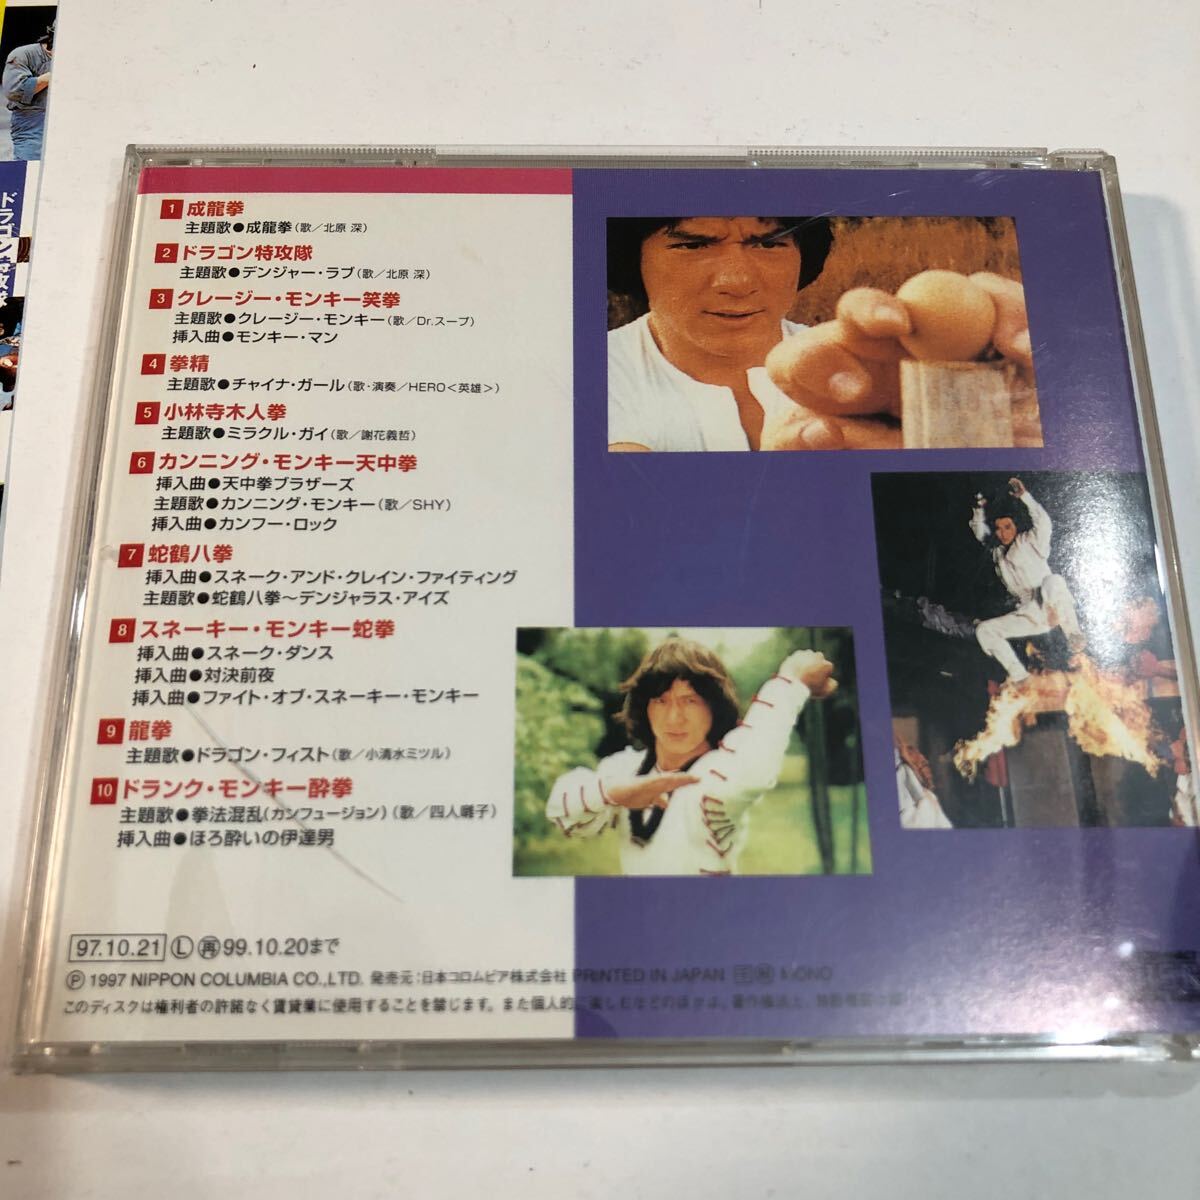 1 成龍拳
主題歌●成龍拳(歌／北原 深)
2 ドラゴン特攻隊
主題歌●デンジャー・ラブ(歌／北原 深)
3 クレージー・モンキー笑拳
主題歌●クレージー・モンキー(歌／Dr.スープ)
挿入曲●モンキー・マン
4 拳精
主題歌●チャイナ・ガール(歌・演奏／HERO<英雄>)
5 小林寺木人拳
主題歌●ミラクル・ガイ(歌／謝花義哲)
6 カンニング・モンキー天中拳
挿入曲●天中拳ブラザーズ
主題歌●カンニング・モンキー(歌／SHY)
挿入曲●カンフー・ロック
7 蛇鶴八拳
挿入曲●スネーク・アンド・クレイン・ファイティング
主題歌●蛇鶴八拳～デンジャラス・アイズ
8 スネーキー・モンキー蛇拳
挿入曲●スネーク・ダンス
挿入曲●対決前夜
挿入曲●ファイト・オブ・スネーキー・モンキー
9 龍拳
主題歌●ドラゴン・フィスト(歌／小清水ミツル)
10 ドランク・モンキー酔拳
主題歌●拳法混乱(カンフュージョン)(歌／四人囃子)
挿入曲●ほろ酔いの伊達男
97.10.21 Ⓛ ㊢99.10.20まで
Ⓟ 1997 NIPPON COLUMBIA CO.,LTD. 発売元:日本コロムビア株式会社 PRINTED IN JAPAN MONO
このディスクは権利者の許諾なく賃貸業に使用することを禁じます。また個人的に楽しむなどのほかは、著作権法上、
ドラゴン特攻隊